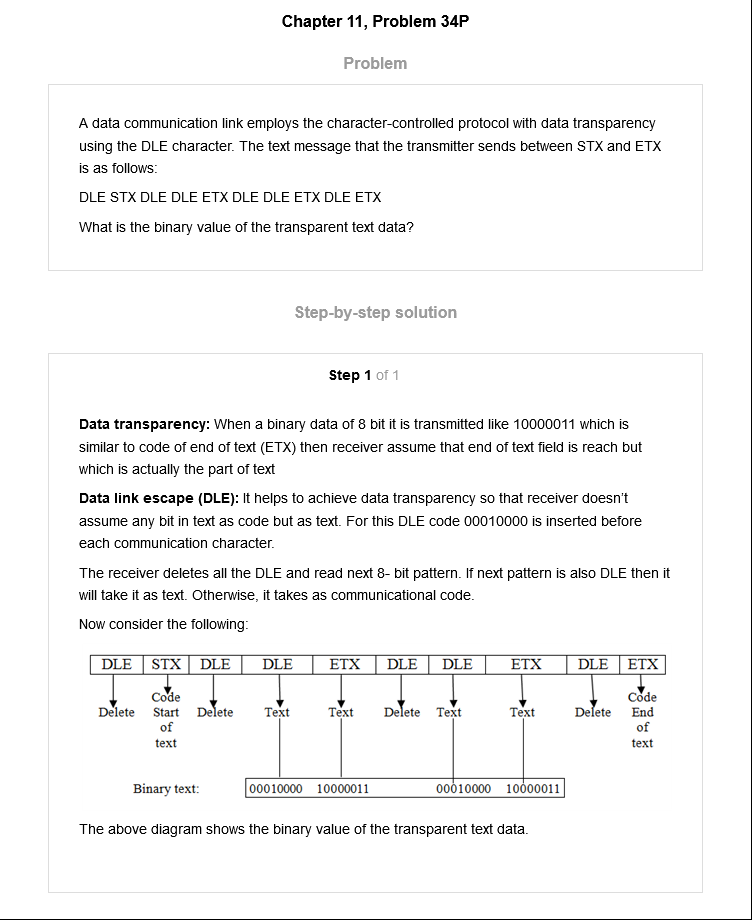 Chapter 11, Problem 34P
Problem
A data communication link employs the character-controlled protocol with data transparency
using the DLE character. The text message that the transmitter sends between STX and ETX
is as follows:
DLE STX DLE DLE ETX DLE DLE ETX DLE ETX
What is the binary value of the transparent text data?
Step-by-step solution
Step 1 of 1
Data transparency: When a binary data of 8 bit it is transmitted like 10000011 which is
similar to code of end of text (ETX) then receiver assume that end of text field is reach but
which is actually the part of text
Data link escape (DLE): It helps to achieve data transparency so that receiver doesn't
assume any bit in text as code but as text. For this DLE code 00010000 is inserted before
each communication character.
The receiver deletes all the DLE and read next 8- bit pattern. If next pattern is also DLE then it
will take it as text. Otherwise, it takes as communicational code.
Now consider the following:
DLE STX DLE DLE ETX DLE DLE ETX DLE ETX
Delete Code Start of text Delete Text Text Delete Text Text Delete Code End of text
Binary text: 00010000 10000011 00010000 10000011
The above diagram shows the binary value of the transparent text data.